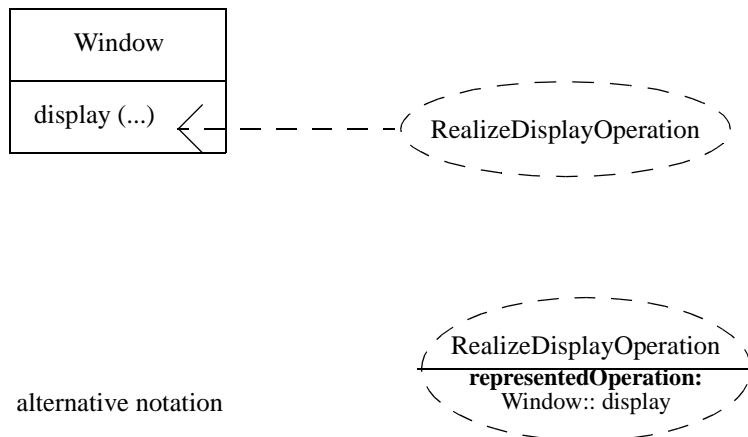 Window
display (...)
RealizeDisplayOperation
RealizeDisplayOperation
representedOperation:
Window:: display
alternative notation